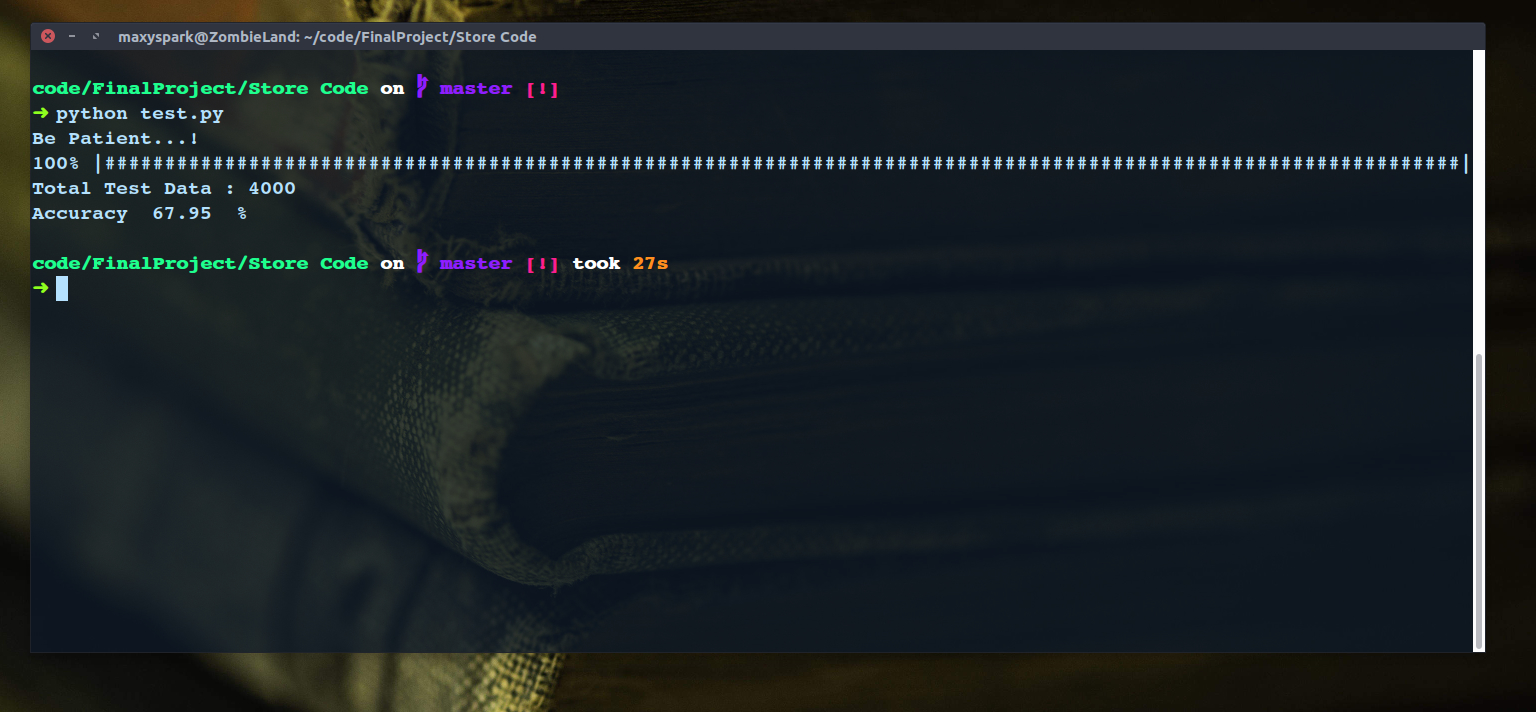 maxyspark@ZombieLand: ~/code/FinalProject/Store Code
code/FinalProject/Store Code on  master [!]
➜ python test.py
Be Patient...!
100% |#################################################################################################################|
Total Test Data : 4000
Accuracy  67.95  %
code/FinalProject/Store Code on  master [!] took 27s
➜